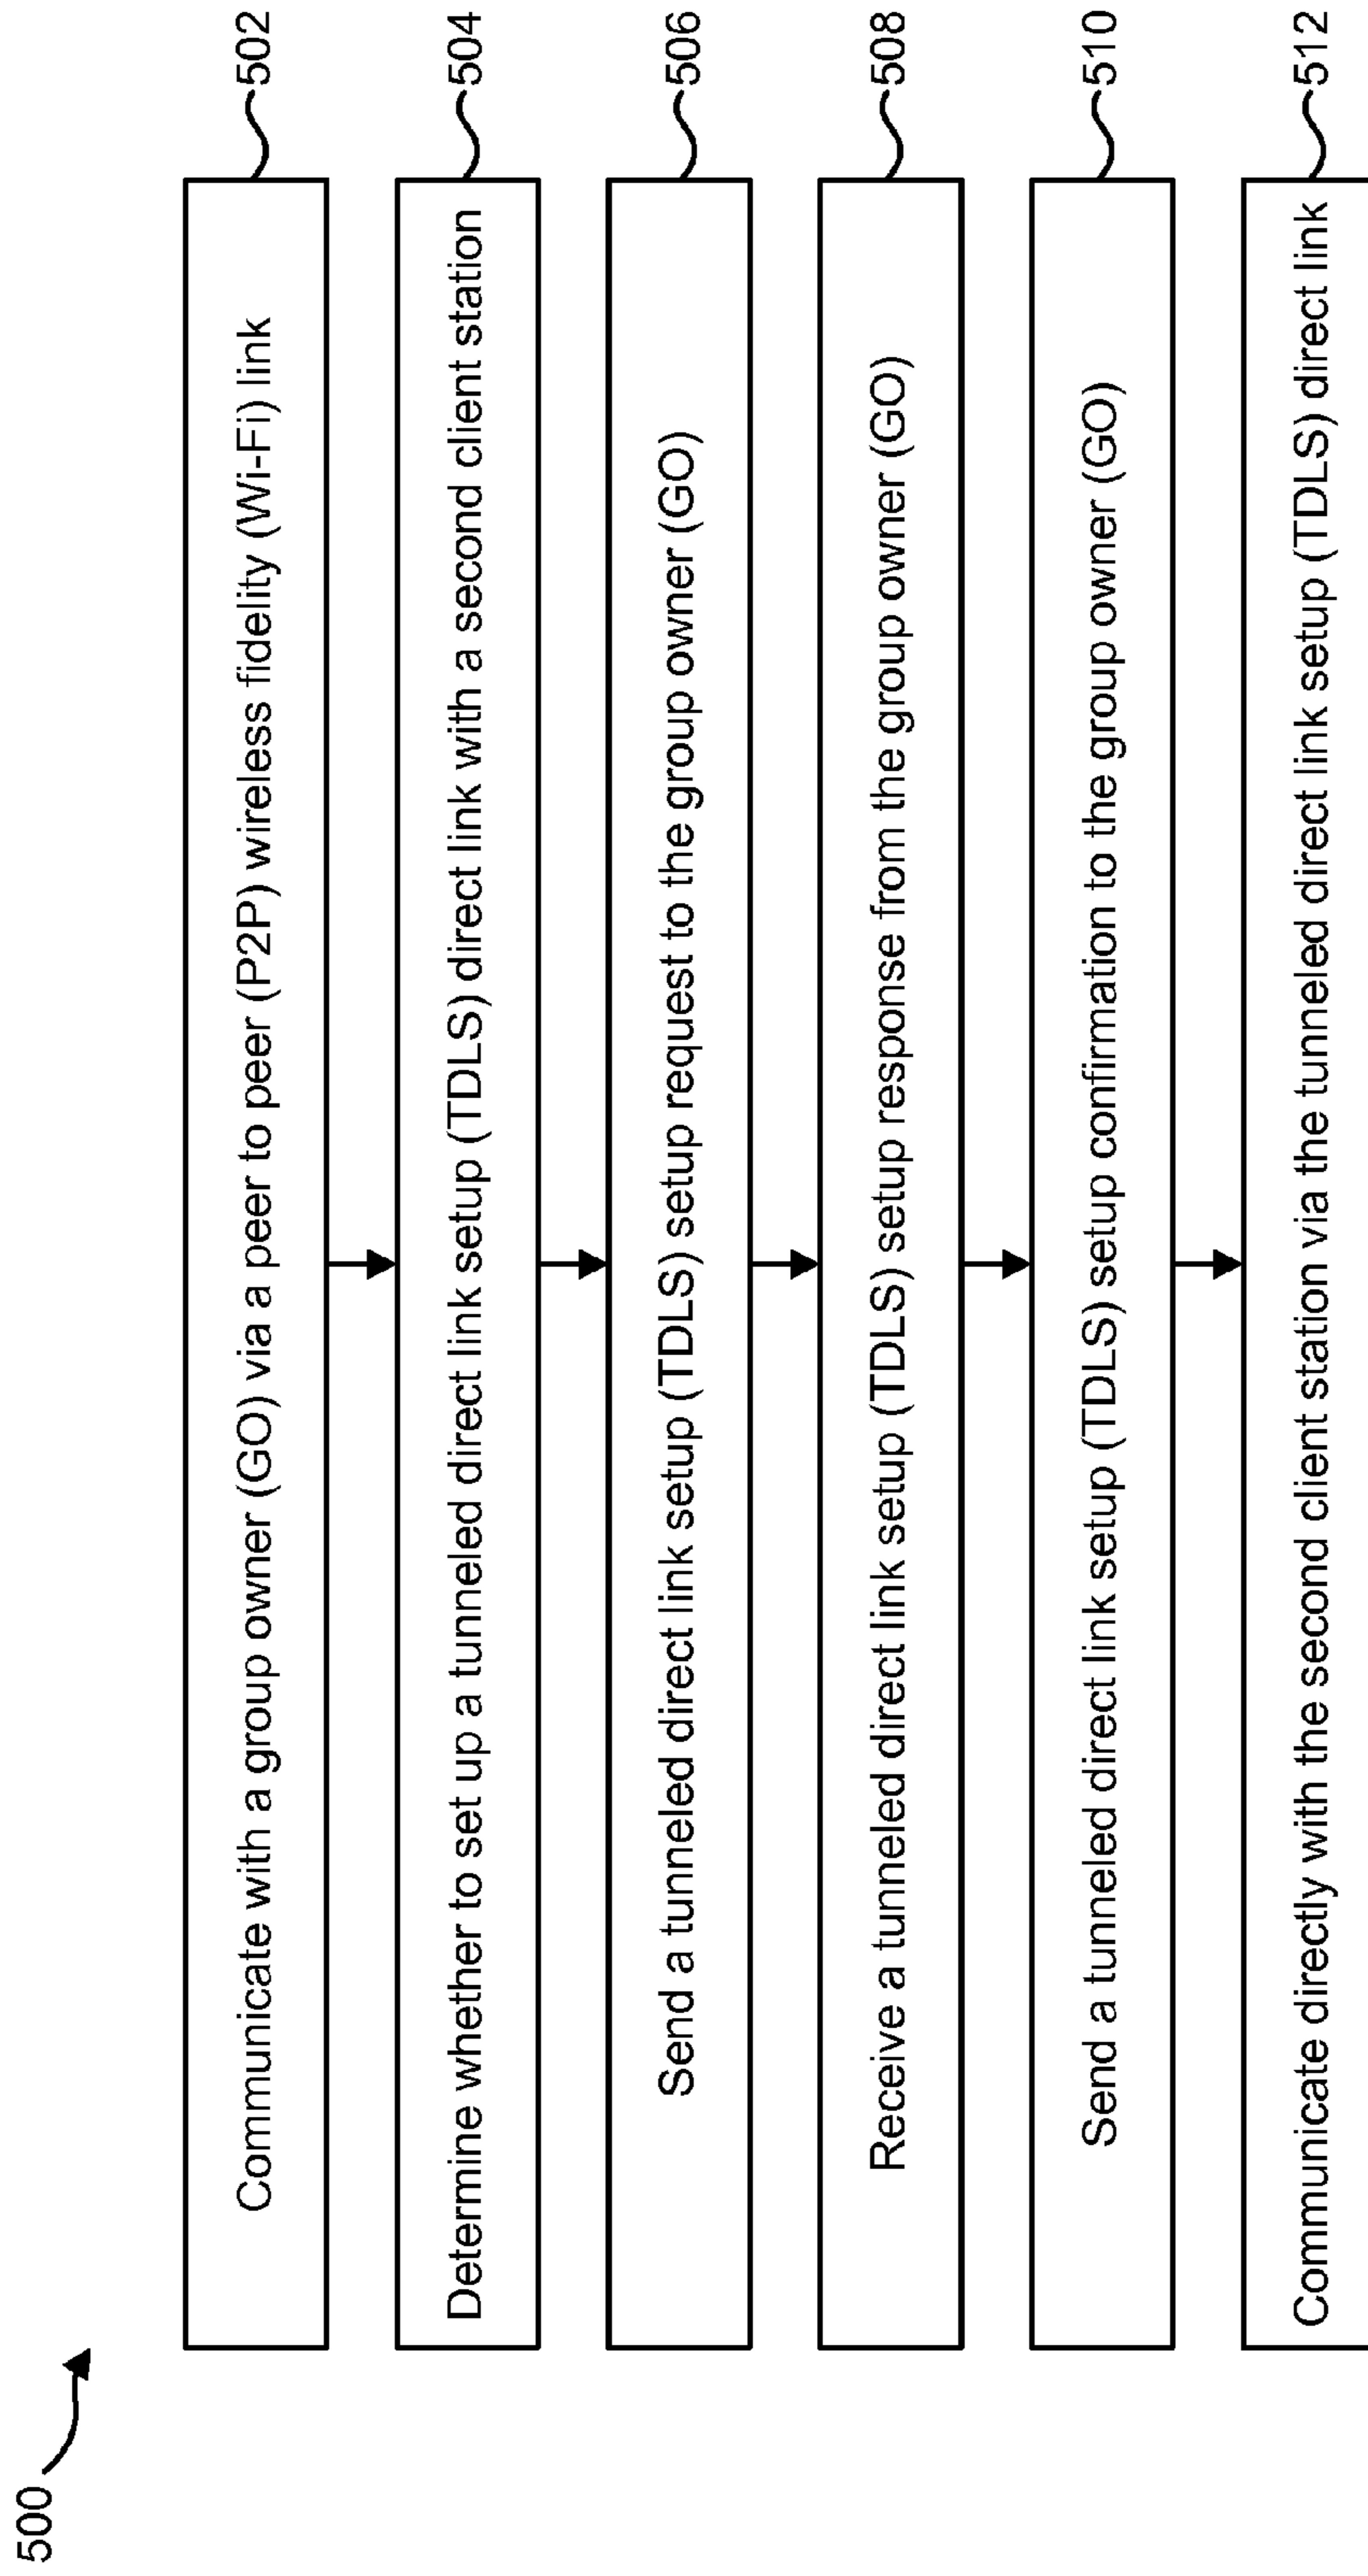 500
Communicate with a group owner (GO) via a peer to peer (P2P) wireless fidelity (Wi-Fi) link
502
Determine whether to set up a tunneled direct link setup (TDLS) direct link with a second client station
504
Send a tunneled direct link setup (TDLS) setup request to the group owner (GO)
506
Receive a tunneled direct link setup (TDLS) setup response from the group owner (GO)
508
Send a tunneled direct link setup (TDLS) setup confirmation to the group owner (GO)
510
Communicate directly with the second client station via the tunneled direct link setup (TDLS) direct link
512